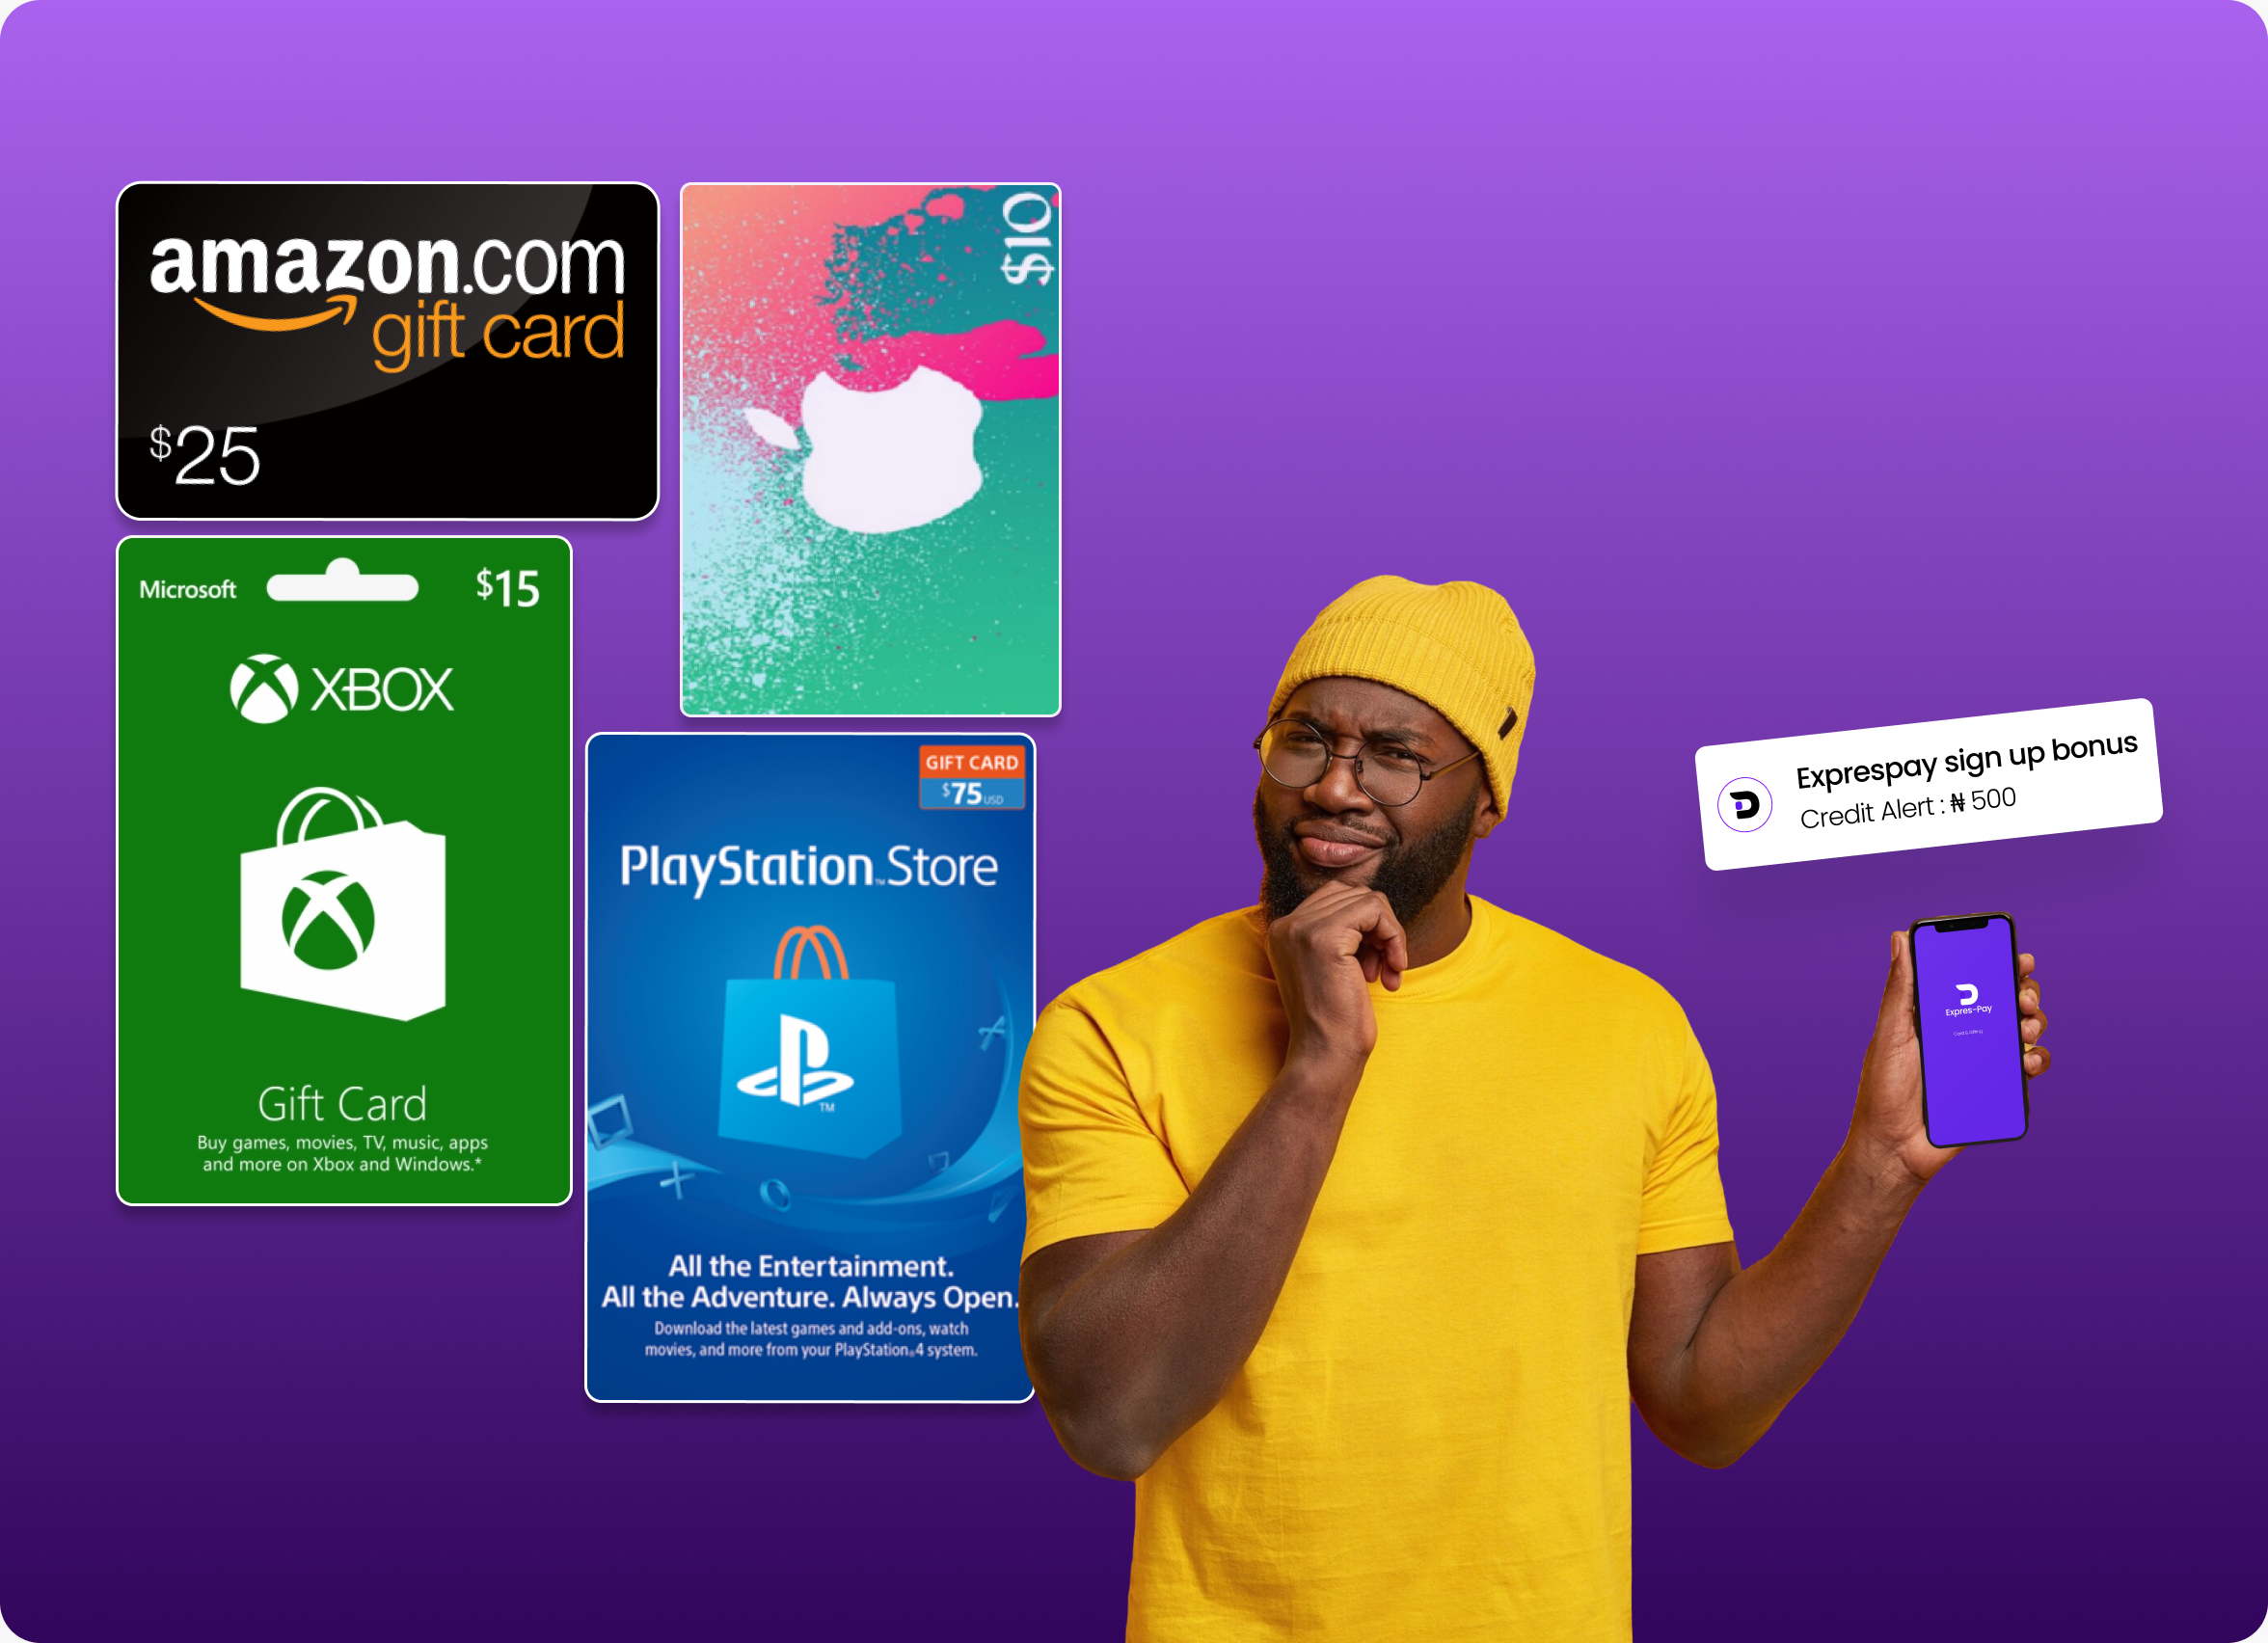 amazon.com
gift card
$25
$10
Microsoft
$15
XBOX
Gift Card
Buy games, movies, TV, music, apps
and more on Xbox and Windows.*
GIFT CARD
$75 USD
PlayStation™Store
TM
All the Entertainment.
All the Adventure. Always Open.
Download the latest games and add-ons, watch
movies, and more from your PlayStation®4 system.
Exprespay sign up bonus
Credit Alert : ₦ 500
Expres-Pay